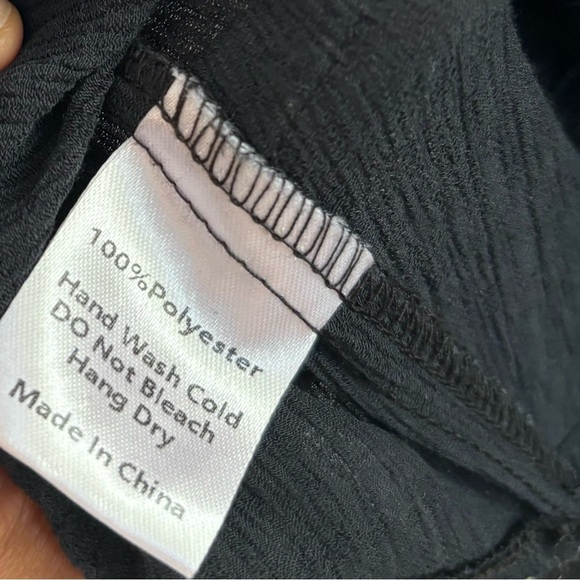 100%Polyester
Hand Wash Cold
DO Not Bleach
Hang Dry
Made In China